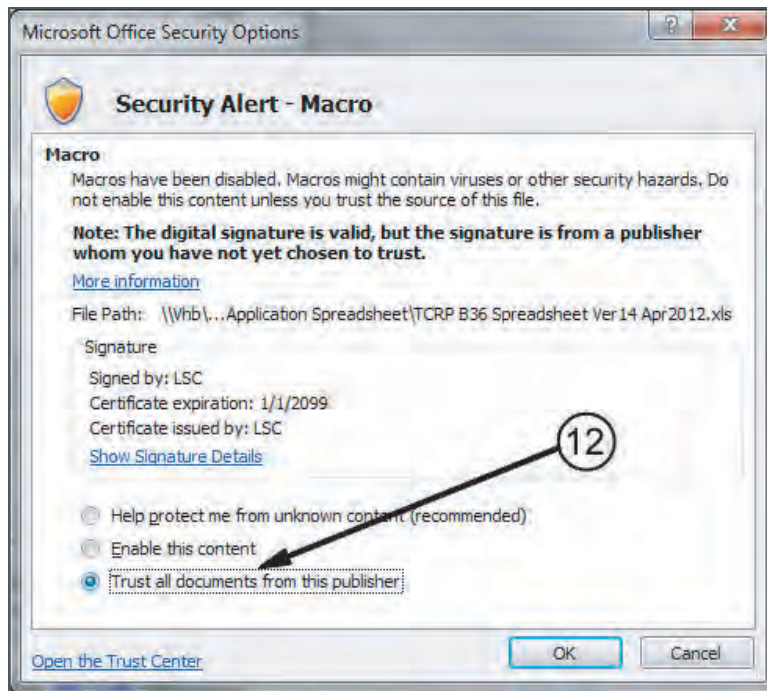 Microsoft Office Security Options
?
X
Security Alert - Macro
Macro
Macros have been disabled. Macros might contain viruses or other security hazards. Do
not enable this content unless you trust the source of this file.
Note: The digital signature is valid, but the signature is from a publisher
whom you have not yet chosen to trust.
More information
File Path: \\Vhb\...Application Spreadsheet\TCRP B36 Spreadsheet Ver14 Apr2012.xls
Signature
Signed by: LSC
Certificate expiration: 1/1/2099
Certificate issued by: LSC
Show Signature Details
12
Help protect me from unknown content (recommended)
Enable this content
Trust all documents from this publisher
Open the Trust Center
OK
Cancel